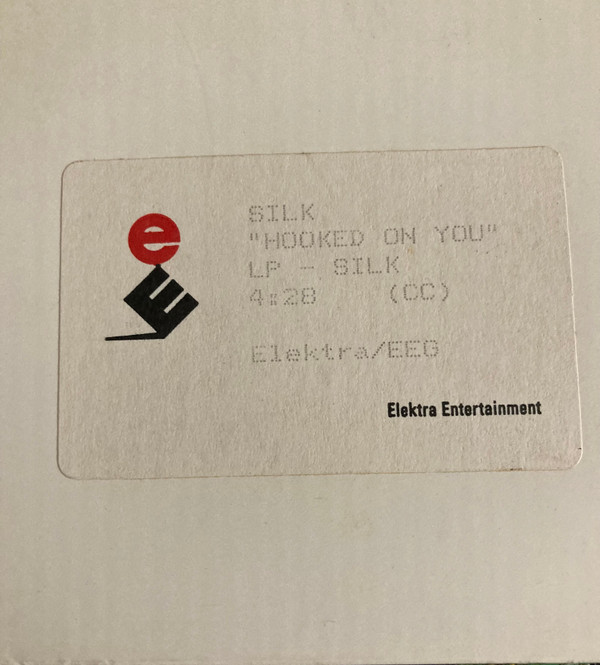 e
E
SILK
"HOOKED ON YOU"
LP - SILK
4:28 (CC)
Elektra/EEG
Elektra Entertainment